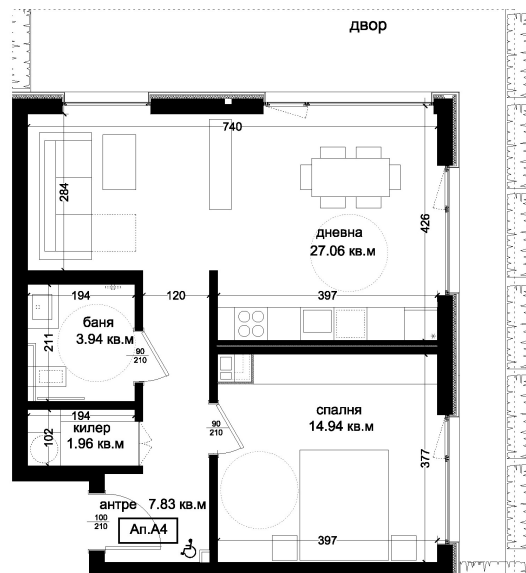 двор
740
284
426
дневна
27.06 кв.м
194
120
397
баня
3.94 кв.м
211
90
210
194
килер
1.96 кв.м
102
90
210
спалня
14.94 кв.м
377
антре 7.83 кв.м
100
210
Ап.А4
397